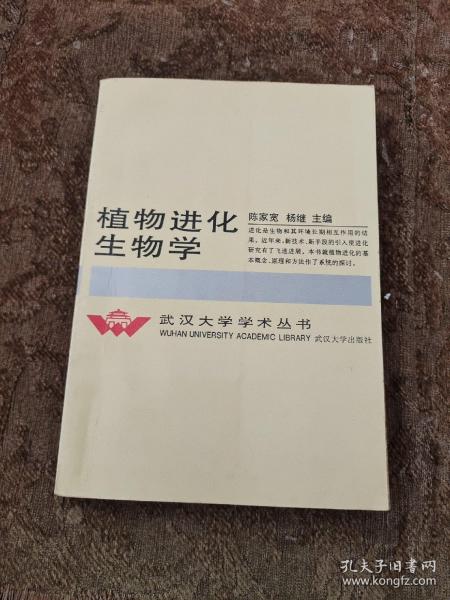 植物进化
生物学
陈家宽 杨继 主编
进化是生物和其环境长期相互作用的结
果。近年来,新技术、新手段的引入使进化
研究有了飞速进展。本书就植物进化的基
本概念、原理和方法作了系统的探讨。
武汉大学学术丛书
WUHAN UNIVERSITY ACADEMIC LIBRARY 武汉大学出版社
孔夫子旧书网
www.kongfz.com